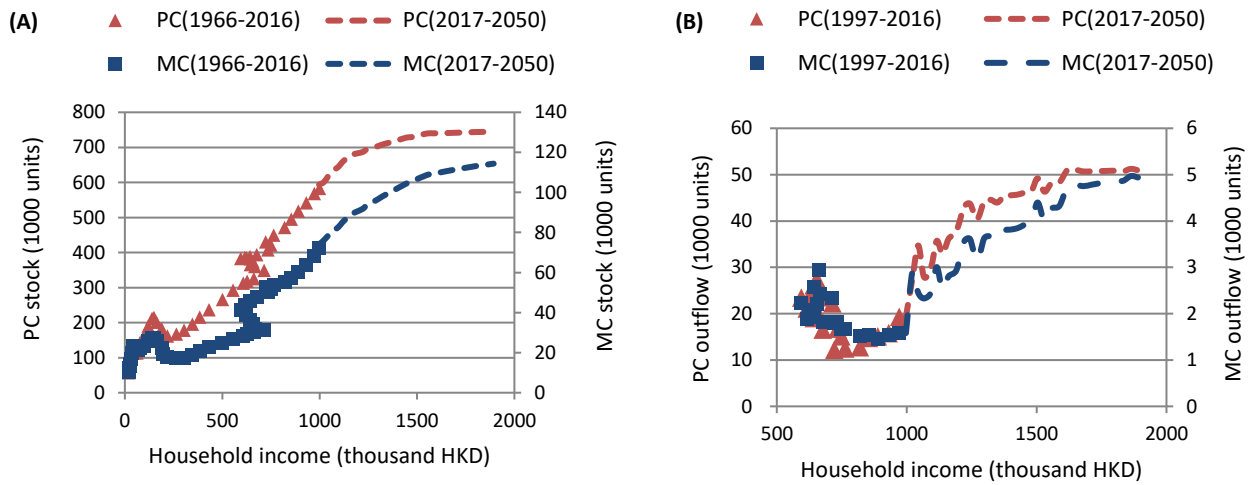 (A)
PC(1966-2016) PC(2017-2050)
MC(1966-2016) MC(2017-2050)
PC stock (1000 units)
800
700
600
500
400
300
200
100
0
140
120
100
80
60
40
20
0
MC stock (1000 units)
0 500 1000 1500 2000
Household income (thousand HKD)
(B)
PC(1997-2016) PC(2017-2050)
MC(1997-2016) MC(2017-2050)
PC outflow (1000 units)
60
50
40
30
20
10
0
6
5
4
3
2
1
0
MC outflow (1000 units)
500 1000 1500 2000
Household income (thousand HKD)